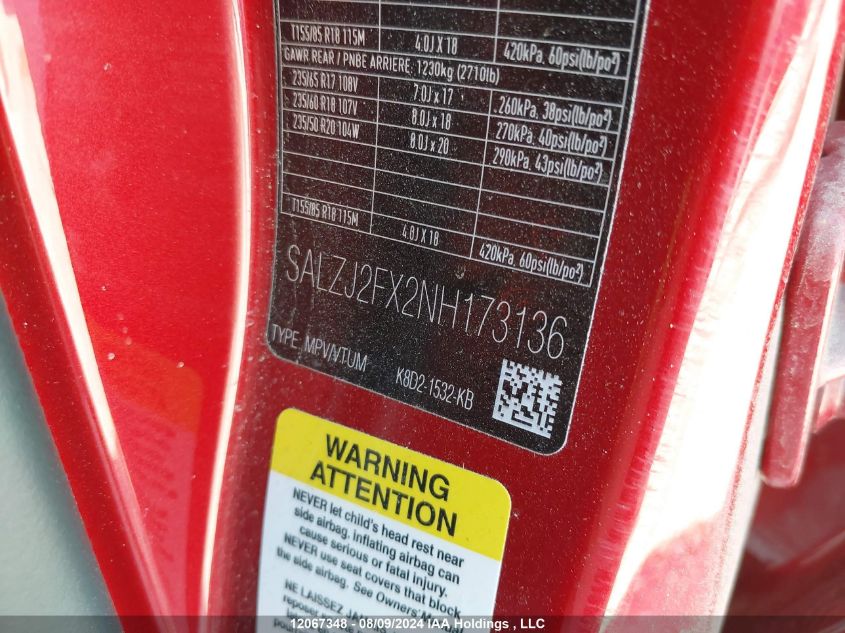 T155/85 R18 115M 4.0J X 18 420kPa, 60psi(lb/po²)
GAWR REAR / PNBE ARRIERE: 1230kg (2710lb)
235/65 R17 108V 7.0J x 17 260kPa, 38psi(lb/po²)
235/60 R18 107V 8.0J x 18 270kPa, 40psi(lb/po²)
235/50 R20 104W 8.0J x 20 290kPa, 43psi(lb/po²)
T155/85 R18 115M 4.0J X 18 420kPa, 60psi(lb/po²)
SALZJ2FX2NH173136
TYPE: MPV/VTUM K8D2-1532-KB
WARNING
ATTENTION
NEVER let child's head rest near
side airbag, inflating airbag can
cause serious or fatal injury.
NEVER use seat covers that block
the side airbag. See Owners' Manual
NE LAISSEZ
reposer
12067348 - 08/09/2024 IAA Holdings , LLC